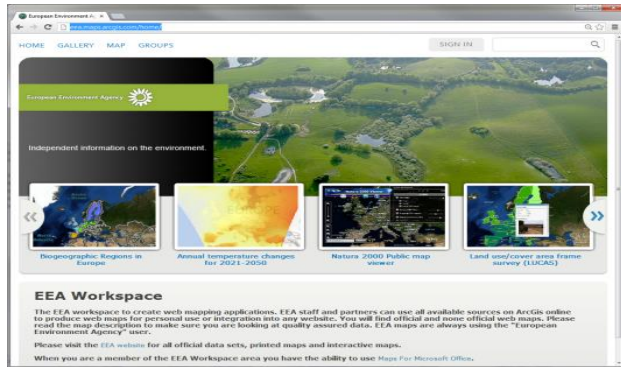 European Environment A
eea.maps.arcgis.com/home/
HOME GALLERY MAP GROUPS SIGN IN
European Environment Agency
Independent information on the environment.
Biogeographic Regions in
Europe
Annual temperature changes
for 2021-2050
Natura 2000 Public map
viewer
Land use/cover area frame
survey (LUCAS)
EEA Workspace
The EEA workspace to create web mapping applications. EEA staff and partners can use all available sources on ArcGis online
to produce web maps for personal use or integration into any website. You will find official and none official web maps. Please
read the map description to make sure you are looking at quality assured data. EEA maps are always using the "European
Environment Agency" user.
Please visit the EEA website for all official data sets, printed maps and interactive maps.
When you are a member of the EEA Workspace area you have the ability to use Maps For Microsoft Office.